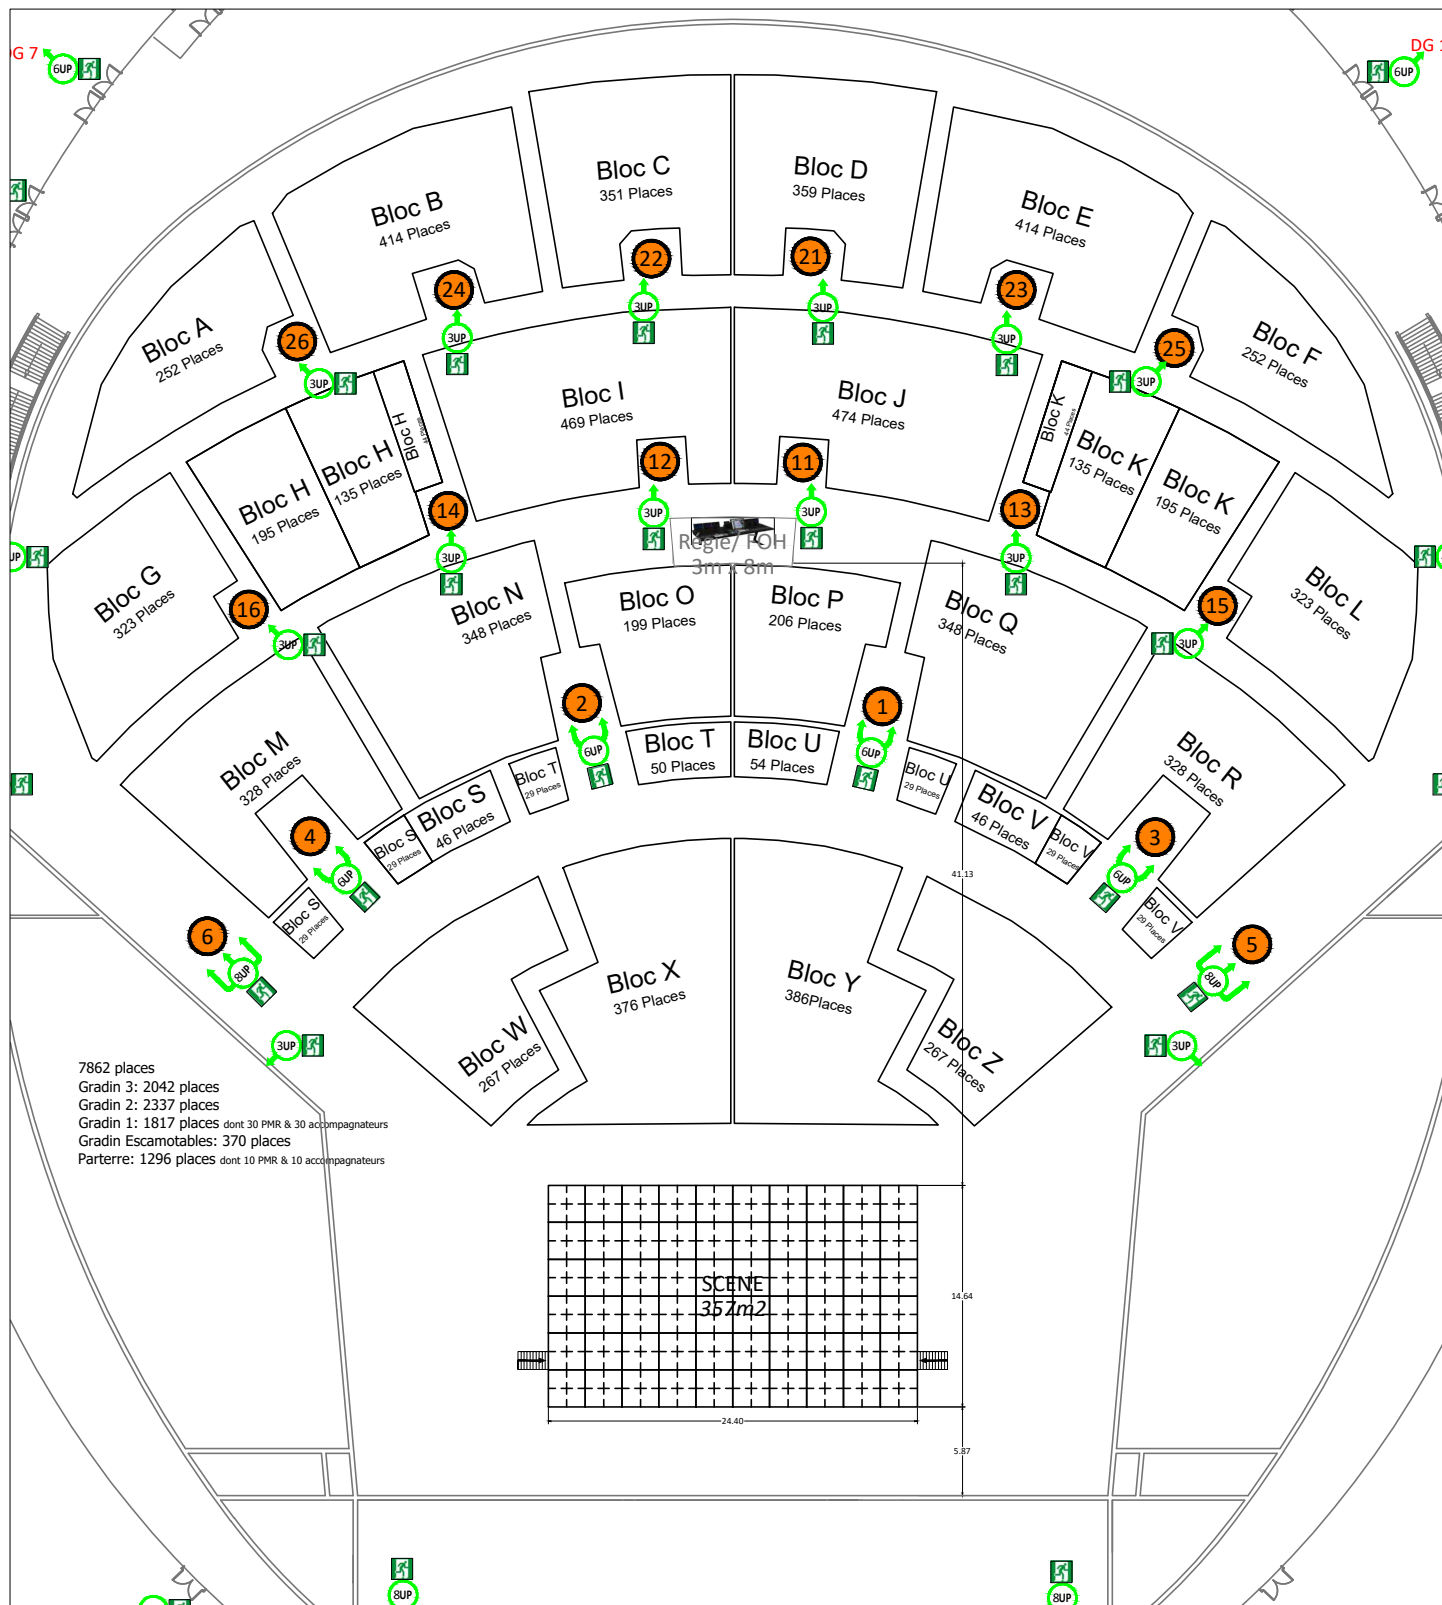 DG 7
6UP
DG 1
6UP
Bloc C
351 Places
Bloc D
359 Places
Bloc B
414 Places
Bloc E
414 Places
22
21
24
23
3UP
3UP
3UP
3UP
Bloc A
252 Places
26
3UP
25
3UP
Bloc F
252 Places
Bloc I
469 Places
Bloc J
474 Places
Bloc H
44 Places
Bloc K
44 Places
Bloc H
135 Places
Bloc K
135 Places
Bloc H
195 Places
Bloc K
195 Places
12
11
14
13
3UP
3UP
3UP
3UP
Régie/ FOH
3m x 8m
UP
Bloc G
323 Places
Bloc L
323 Places
16
3UP
15
3UP
Bloc N
348 Places
Bloc O
199 Places
Bloc P
206 Places
Bloc Q
348 Places
2
6UP
1
6UP
Bloc M
328 Places
Bloc R
328 Places
Bloc T
50 Places
Bloc U
54 Places
Bloc T
29 Places
Bloc U
29 Places
Bloc S
46 Places
Bloc V
46 Places
Bloc S
29 Places
Bloc V
29 Places
4
6UP
3
6UP
41.13
Bloc S
29 Places
Bloc V
29 Places
6
8UP
5
8UP
Bloc X
376 Places
Bloc Y
386Places
Bloc W
267 Places
Bloc Z
267 Places
3UP
3UP
7862 places
Gradin 3: 2042 places
Gradin 2: 2337 places
Gradin 1: 1817 places dont 30 PMR & 30 accompagnateurs
Gradin Escamotables: 370 places
Parterre: 1296 places dont 10 PMR & 10 accompagnateurs
SCENE
357m2
14.64
24.40
5.87
8UP
8UP